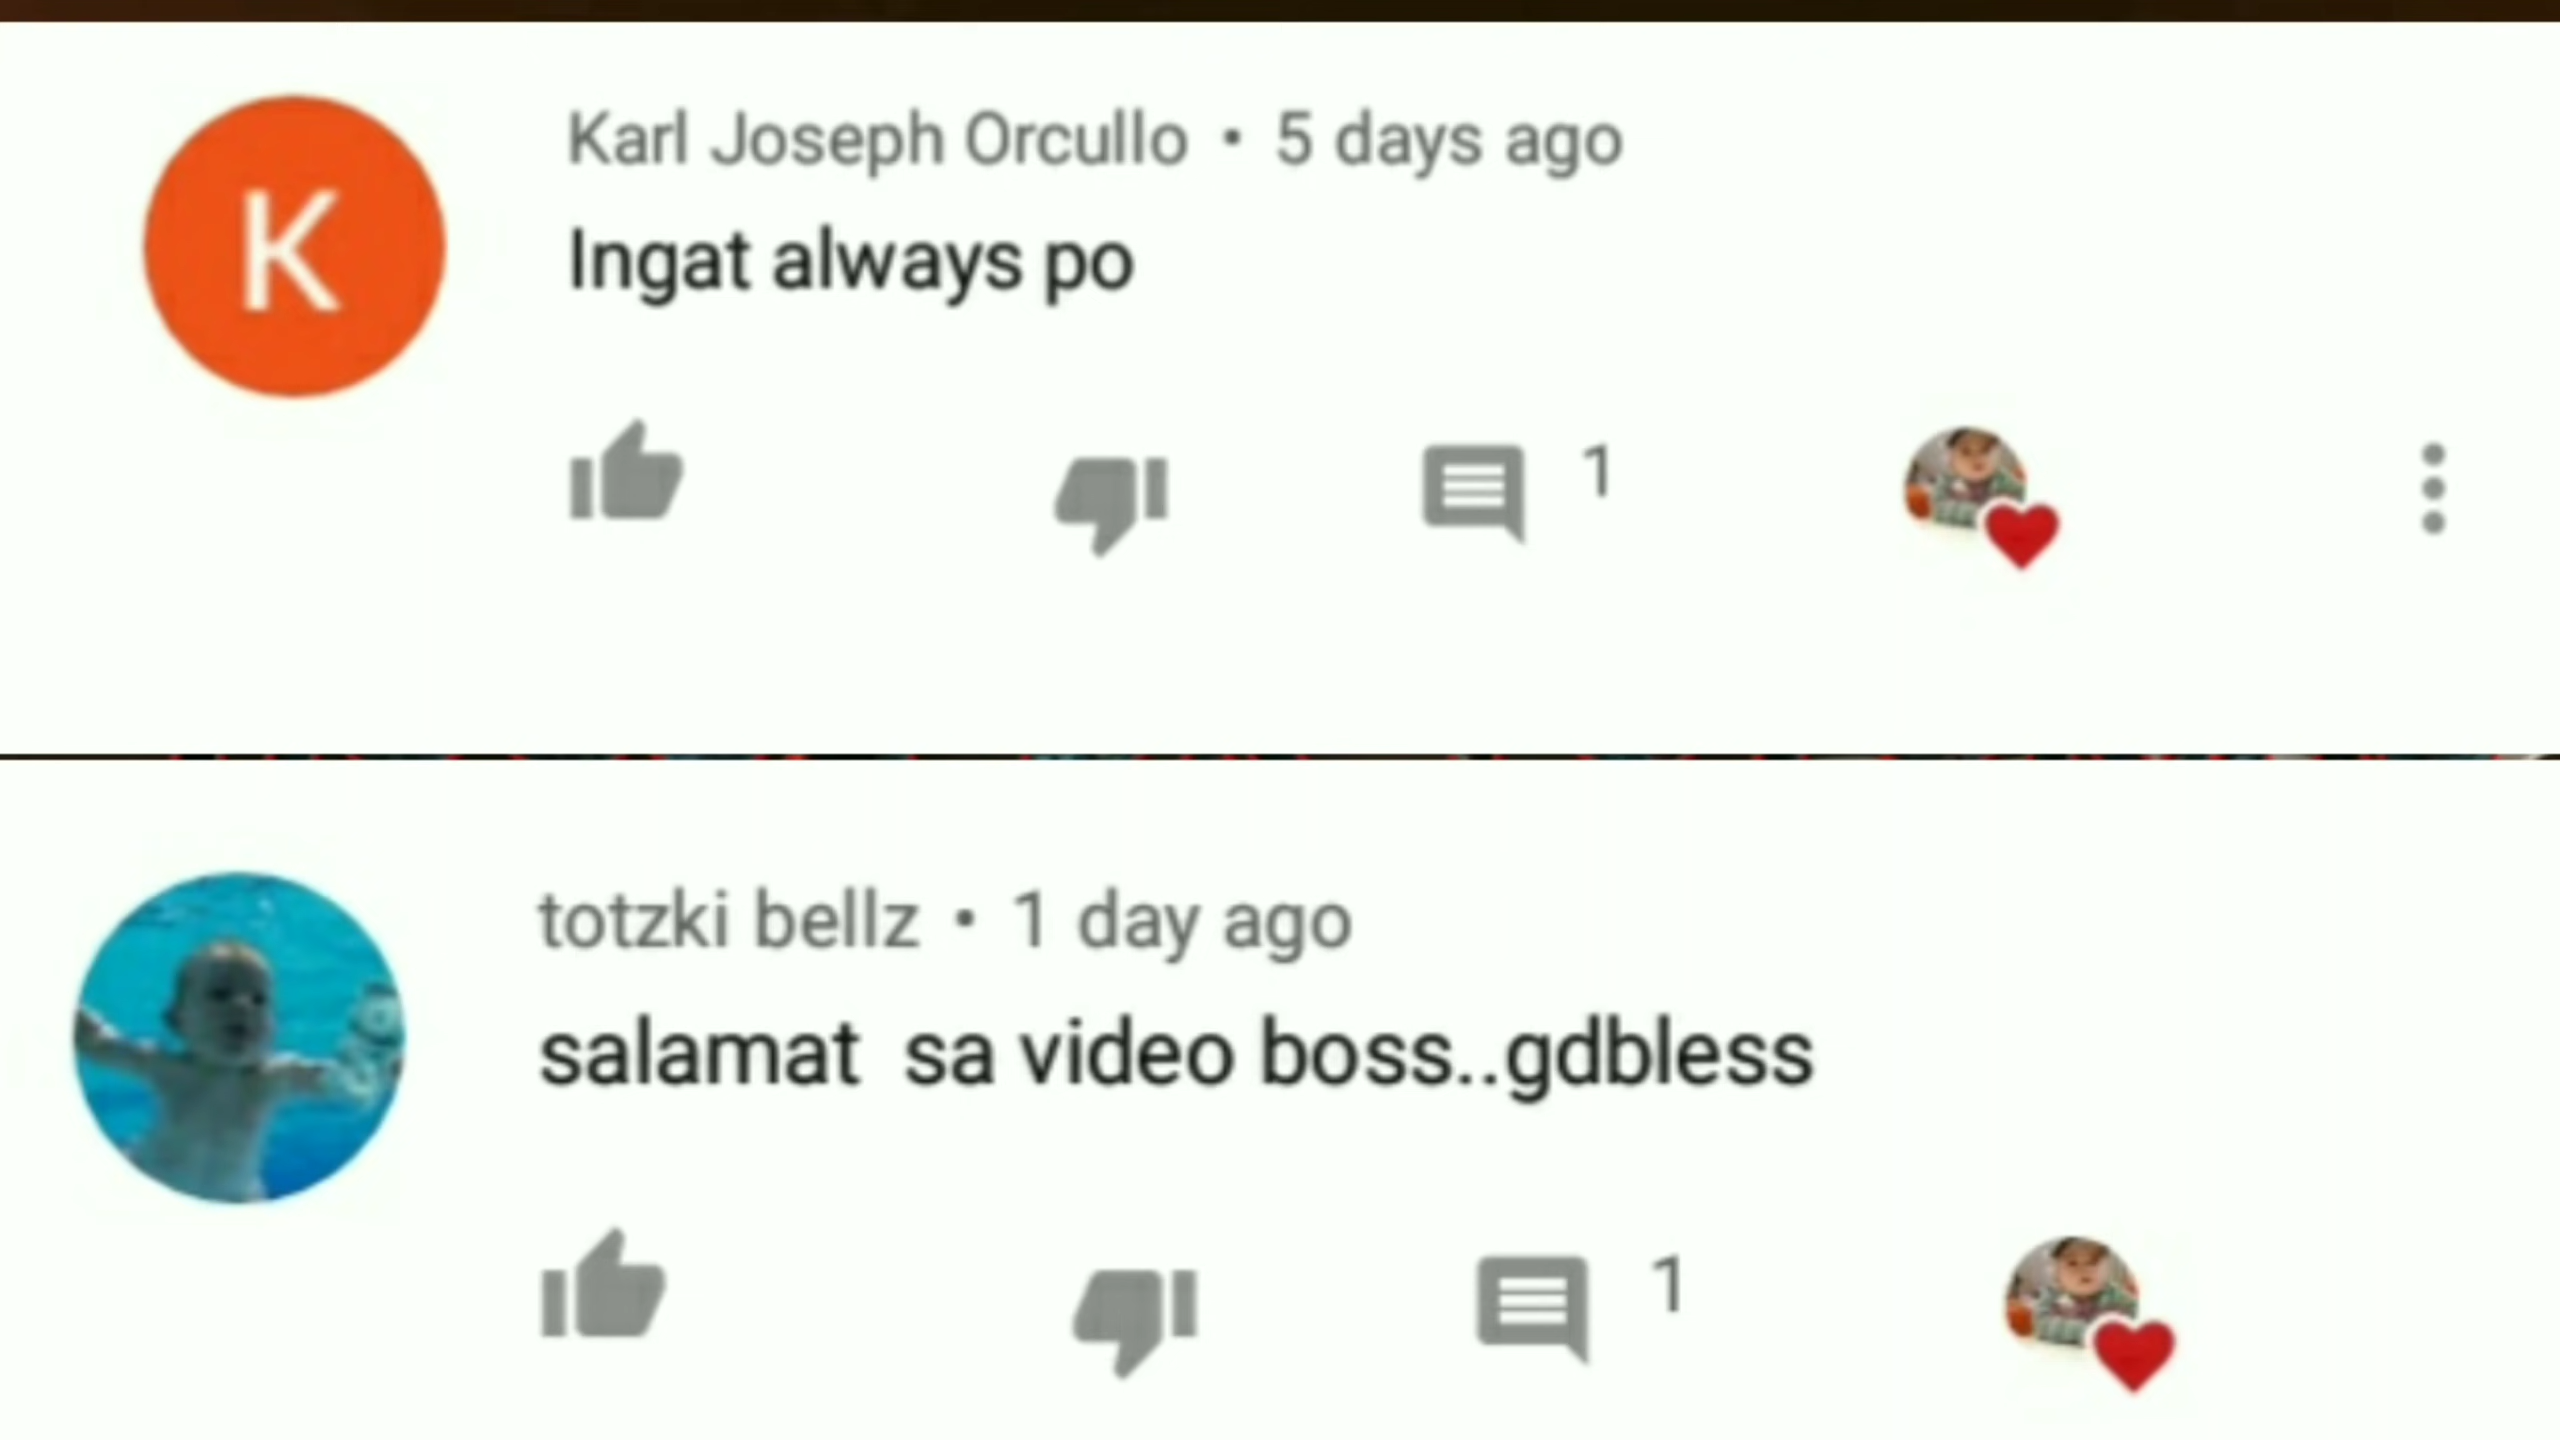 K
Karl Joseph Orcullo • 5 days ago
Ingat always po
1
totzki bellz • 1 day ago
salamat  sa video boss..gdbless
1